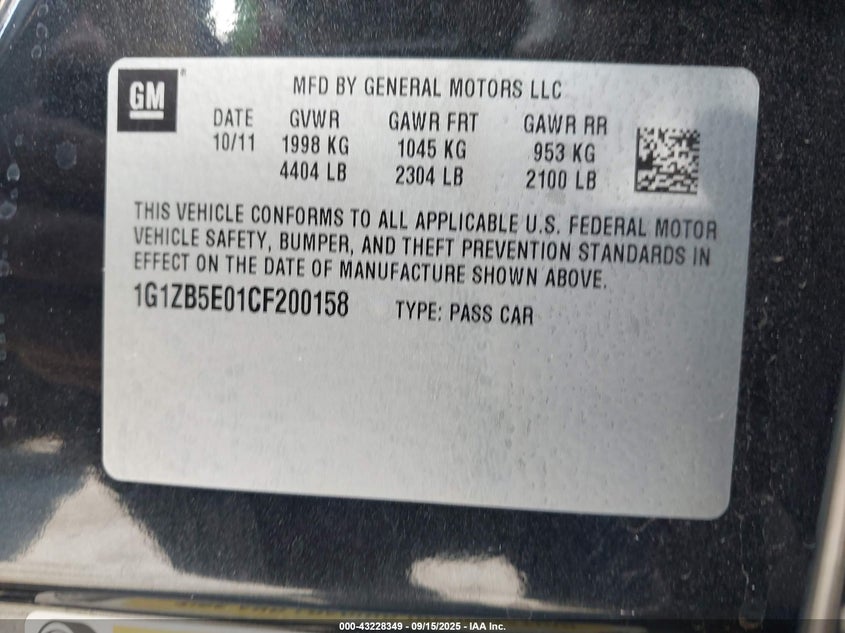 GM
MFD BY GENERAL MOTORS LLC
DATE GVWR GAWR FRT GAWR RR
10/11 1998 KG 1045 KG 953 KG
4404 LB 2304 LB 2100 LB
THIS VEHICLE CONFORMS TO ALL APPLICABLE U.S. FEDERAL MOTOR
VEHICLE SAFETY, BUMPER, AND THEFT PREVENTION STANDARDS IN
EFFECT ON THE DATE OF MANUFACTURE SHOWN ABOVE.
1G1ZB5E01CF200158 TYPE: PASS CAR
000-43228349 - 09/15/2025 - IAA Inc.